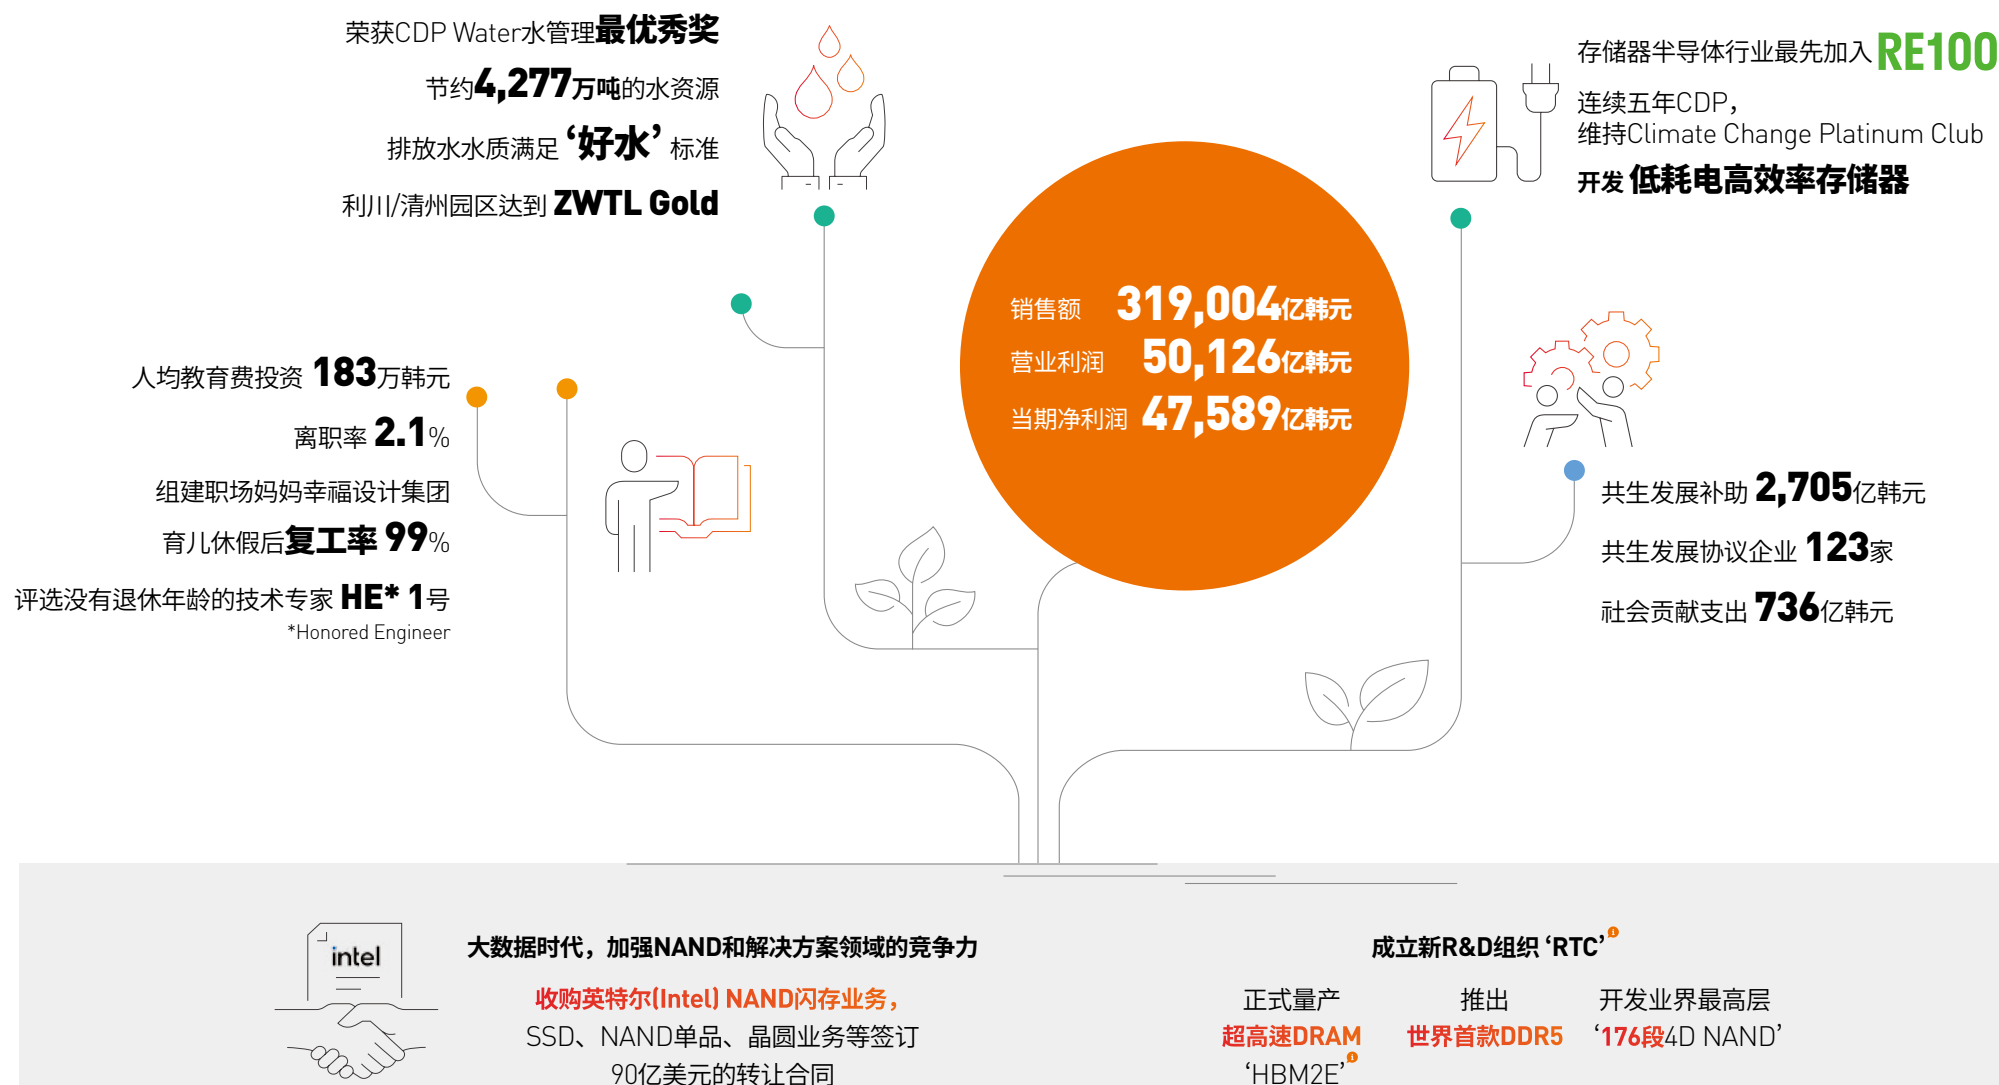 荣获CDP Water水管理最优秀奖
节约4,277万吨的水资源
排放水水质满足 ‘好水’ 标准
利川/清州园区达到 ZWTL Gold
存储器半导体行业最先加入 RE100
连续五年CDP,
维持Climate Change Platinum Club
开发 低耗电高效率存储器
销售额 319,004亿韩元
营业利润 50,126亿韩元
当期净利润 47,589亿韩元
人均教育费投资 183万韩元
离职率 2.1%
组建职场妈妈幸福设计集团
育儿休假后复工率 99%
评选没有退休年龄的技术专家 HE* 1号
*Honored Engineer
共生发展补助 2,705亿韩元
共生发展协议企业 123家
社会贡献支出 736亿韩元
intel
大数据时代，加强NAND和解决方案领域的竞争力
收购英特尔(Intel) NAND闪存业务，
SSD、NAND单品、晶圆业务等签订
90亿美元的转让合同
成立新R&D组织 ‘RTC’
正式量产
超高速DRAM
‘HBM2E’
推出
世界首款DDR5
开发业界最高层
‘176段4D NAND’